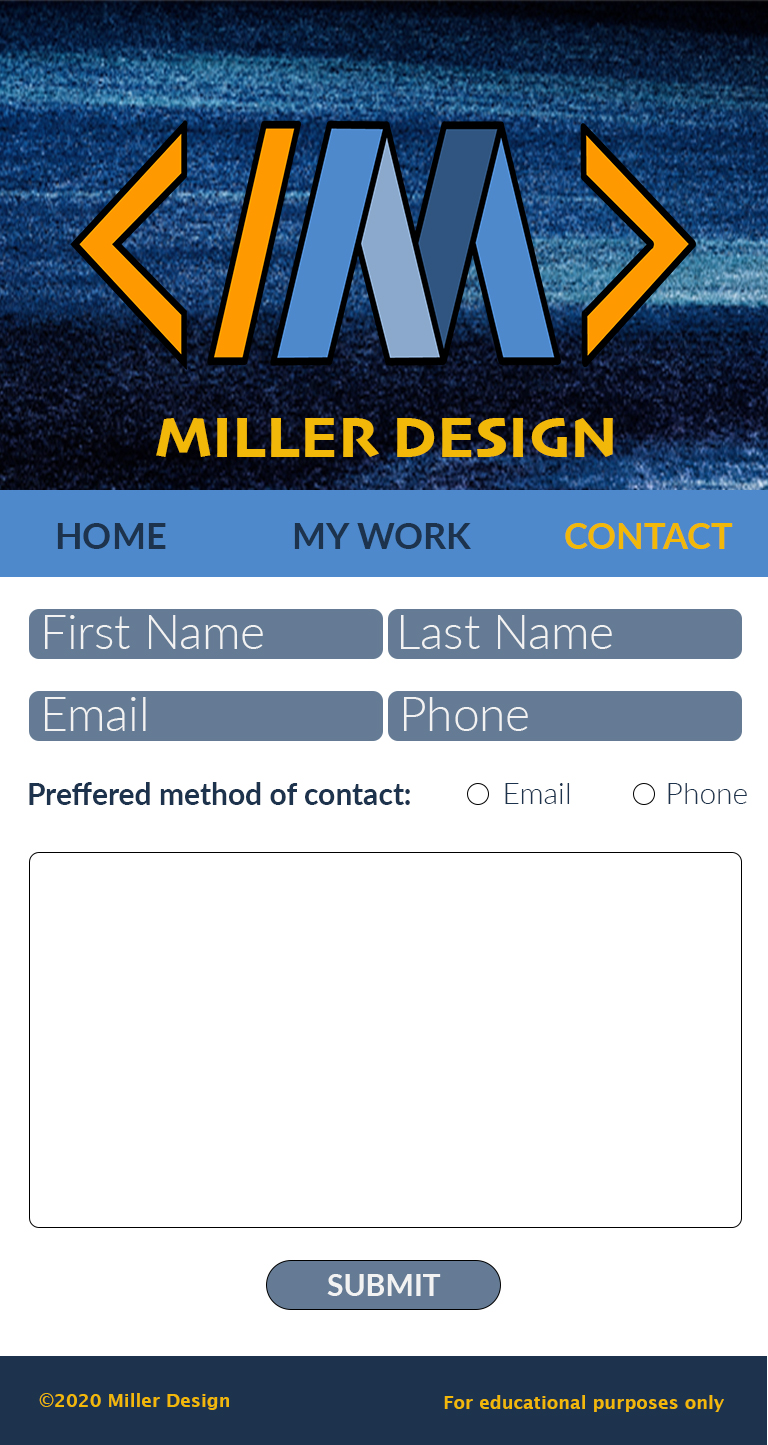 </M>
MILLER DESIGN
HOME MY WORK CONTACT
First Name Last Name
Email Phone
Preffered method of contact: Email Phone
SUBMIT
©2020 Miller Design For educational purposes only